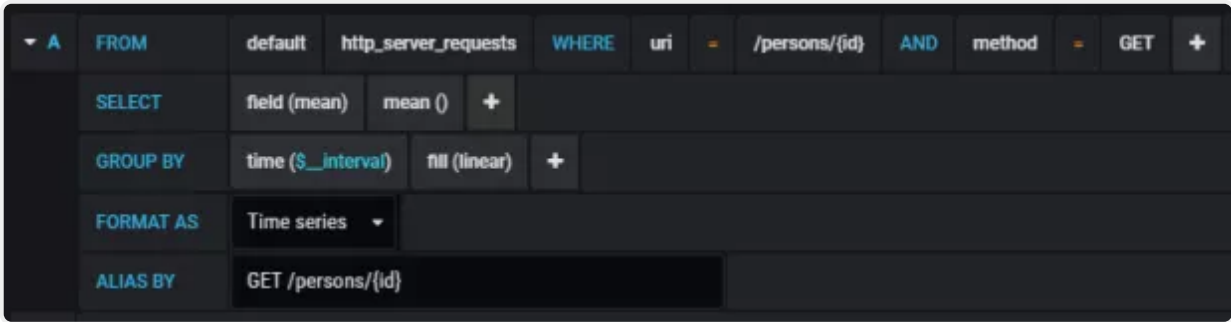 A FROM default http_server_requests WHERE uri = /persons/{id} AND method = GET +
SELECT field (mean) mean () +
GROUP BY time ($__interval) fill (linear) +
FORMAT AS Time series
ALIAS BY GET /persons/{id}